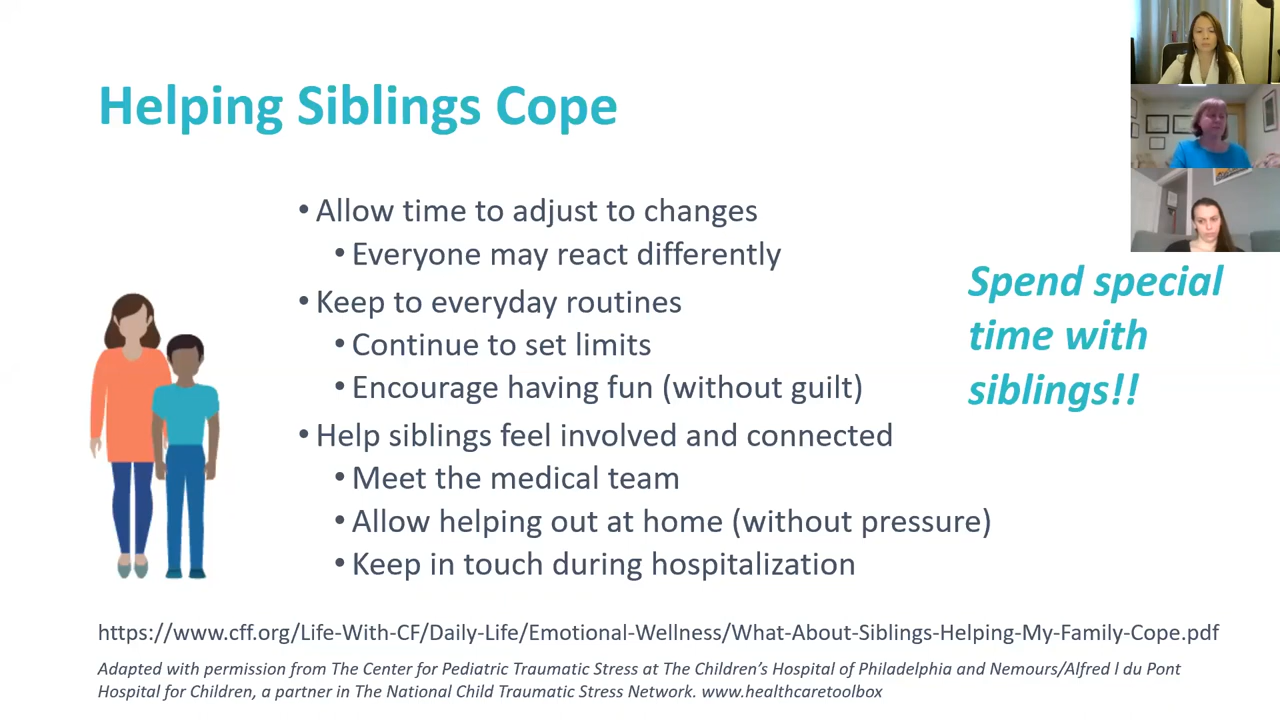 Helping Siblings Cope
• Allow time to adjust to changes
• Everyone may react differently
• Keep to everyday routines
• Continue to set limits
• Encourage having fun (without guilt)
• Help siblings feel involved and connected
• Meet the medical team
• Allow helping out at home (without pressure)
• Keep in touch during hospitalization
Spend special
time with
siblings!!
https://www.cff.org/Life-With-CF/Daily-Life/Emotional-Wellness/What-About-Siblings-Helping-My-Family-Cope.pdf
Adapted with permission from The Center for Pediatric Traumatic Stress at The Children’s Hospital of Philadelphia and Nemours/Alfred I du Pont
Hospital for Children, a partner in The National Child Traumatic Stress Network. www.healthcaretoolbox